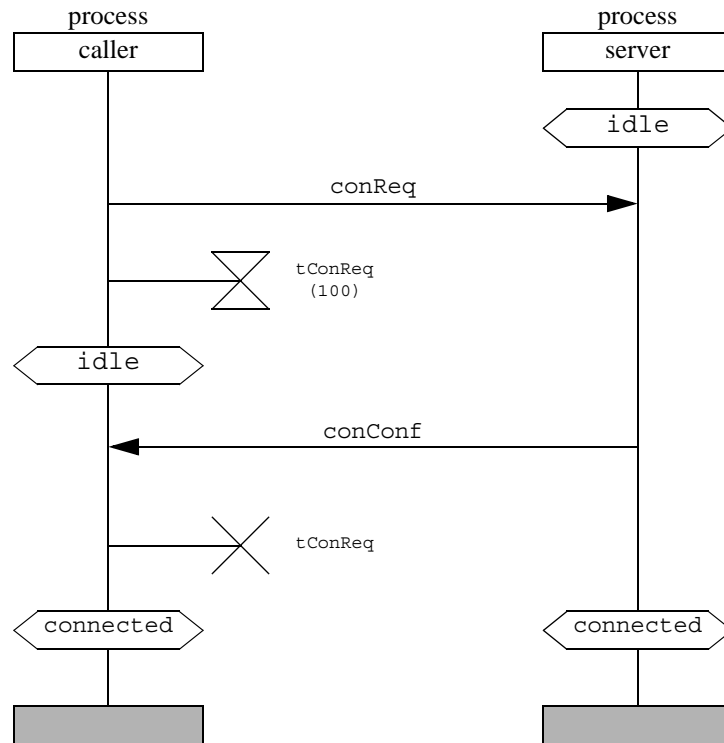 process
process
caller
server
idle
conReq
tConReq
(100)
idle
conConf
tConReq
connected
connected